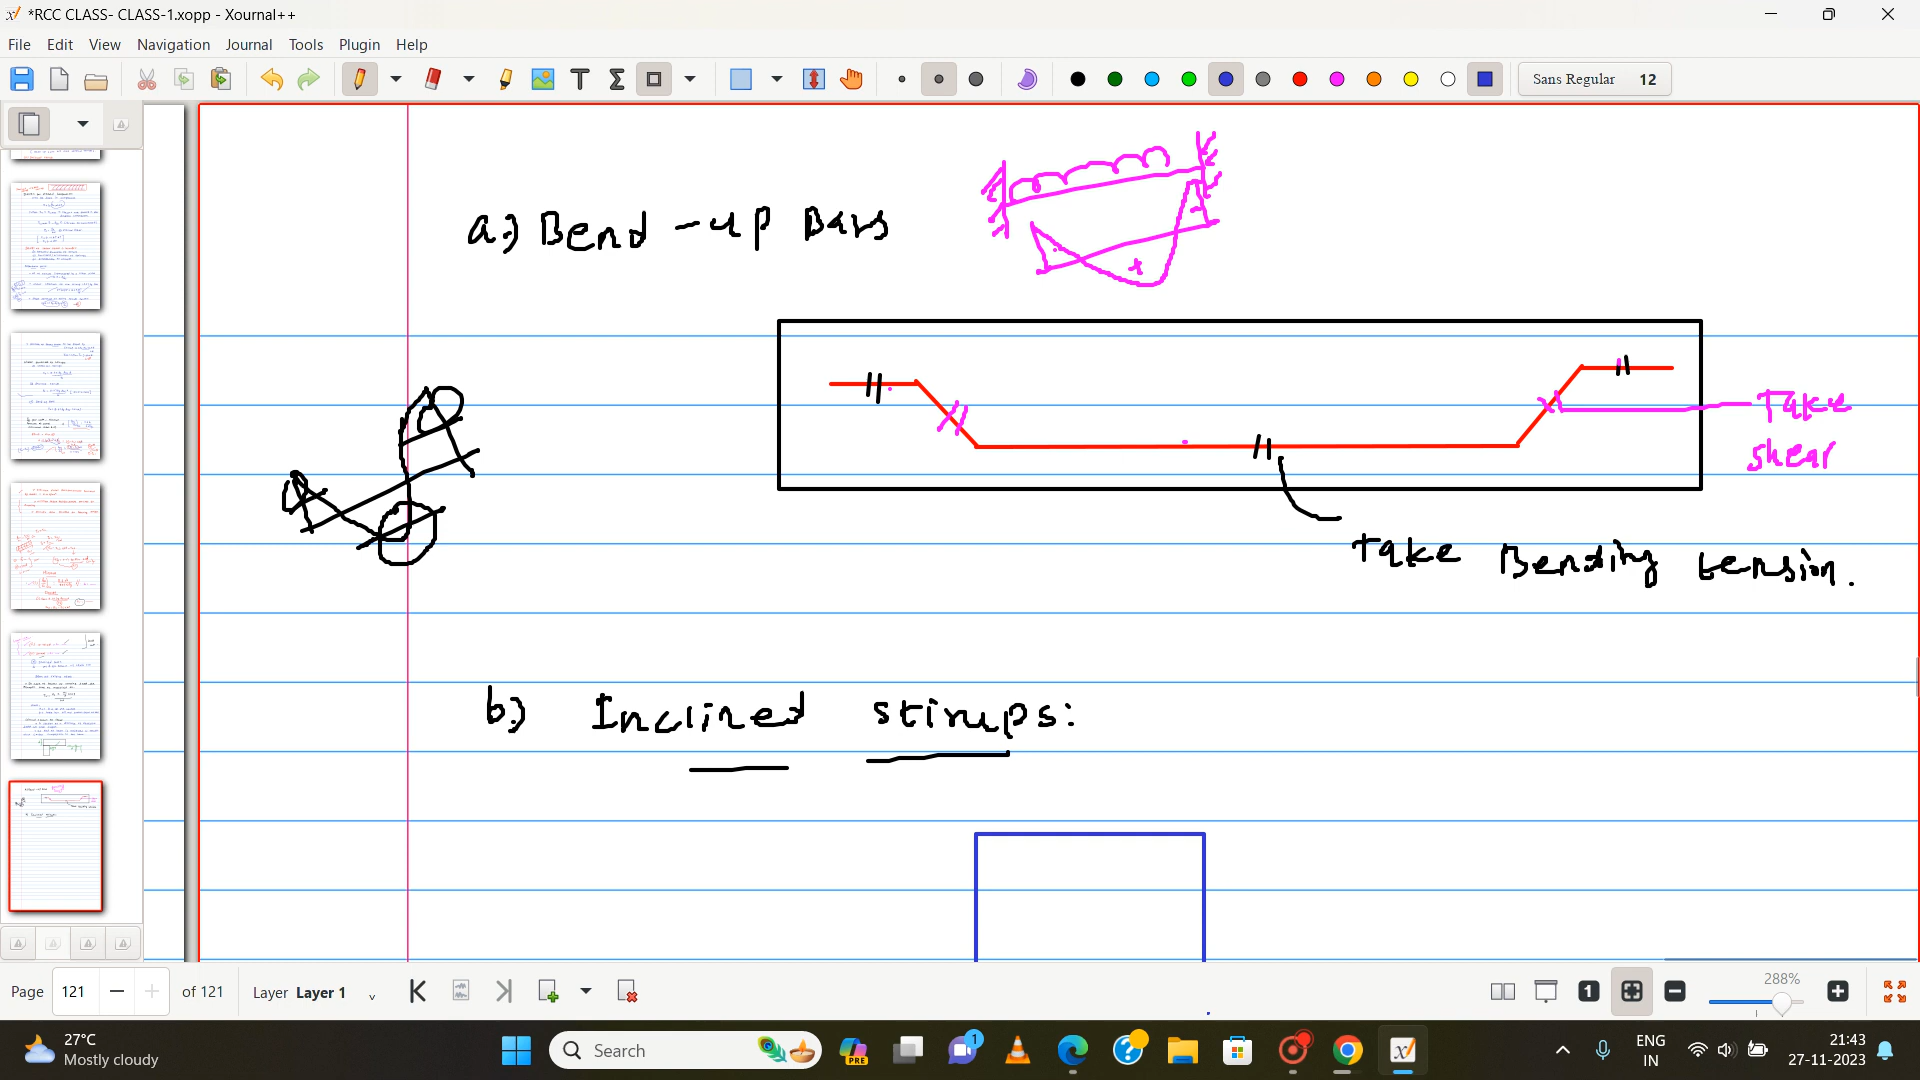 *RCC CLASS- CLASS-1.xopp - Xournal++
File Edit View Navigation Journal Tools Plugin Help
Sans Regular 12
a.) Bend-up Bars
Take
shear
Take Bending tension.
b.) Inclined stirrups:
Page 121 of 121 Layer Layer 1 288%
27°C
Mostly cloudy
Search
PRE
1
ENG
IN
21:43
27-11-2023